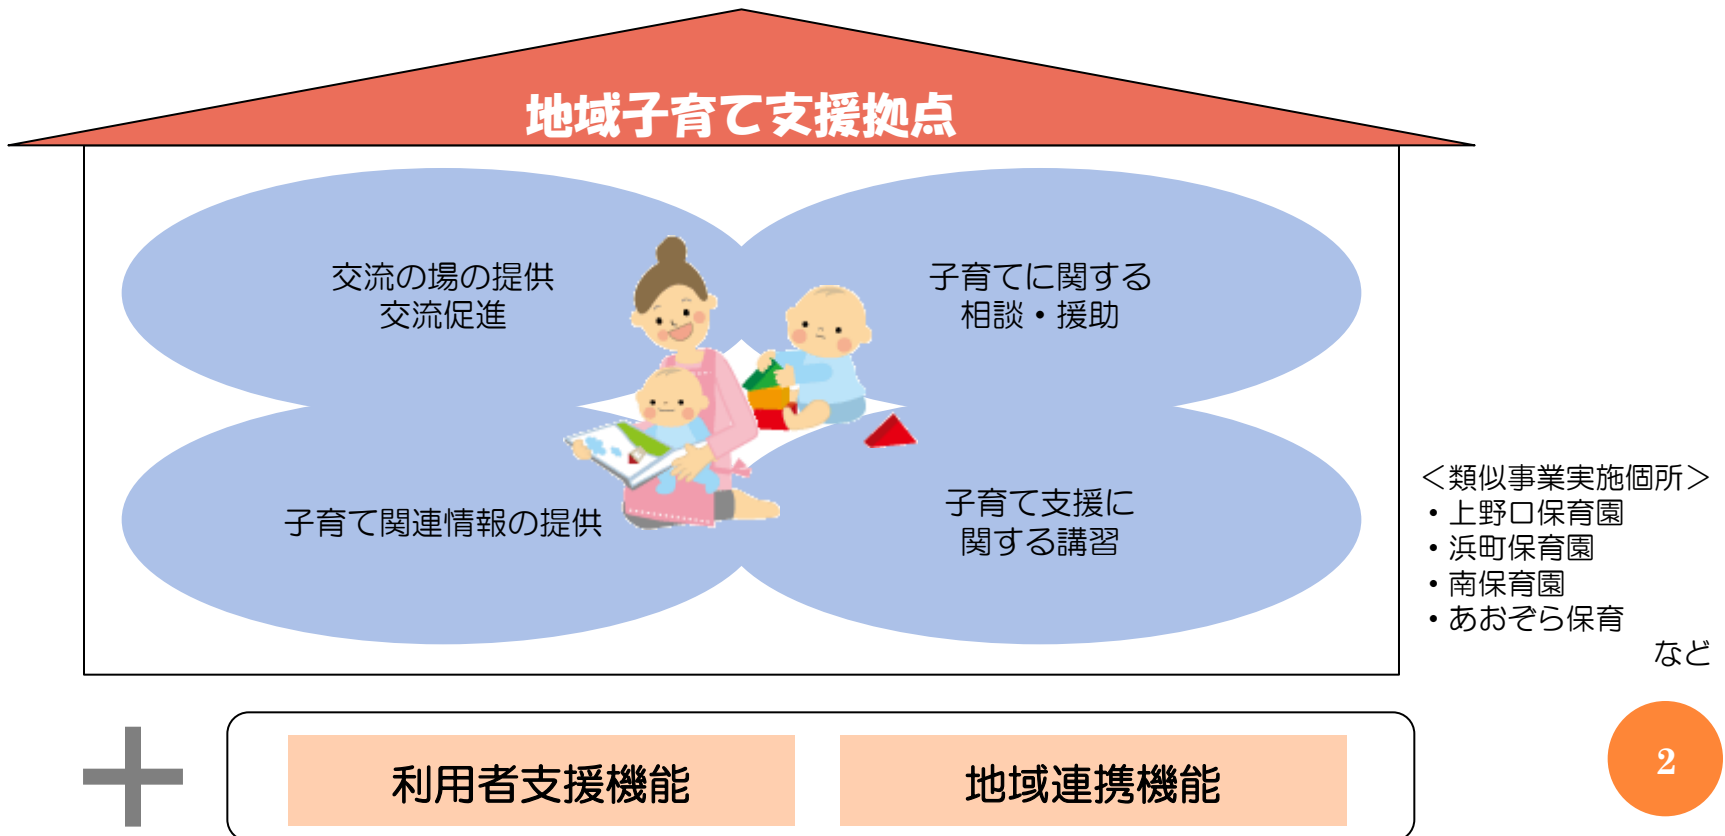 地域子育て支援拠点
交流の場の提供
交流促進
子育てに関する
相談・援助
子育て関連情報の提供
子育て支援に
関する講習
＜類似事業実施個所＞
・上野口保育園
・浜町保育園
・南保育園
・あおぞら保育
など
利用者支援機能
地域連携機能
2